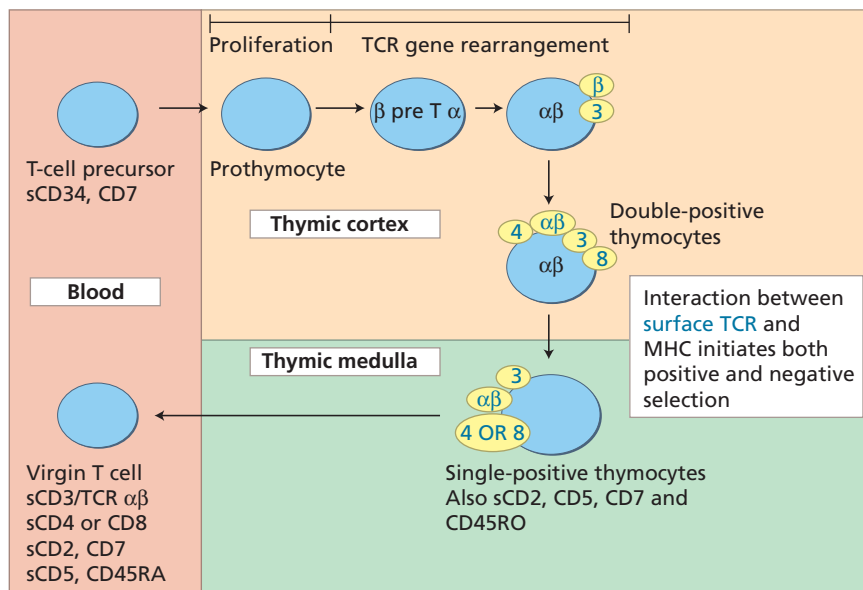 Proliferation
TCR gene rearrangement
T-cell precursor
sCD34, CD7
Prothymocyte
β pre T α
αβ
β
3
Thymic cortex
4
αβ
3
8
αβ
Double-positive
thymocytes
Blood
Interaction between
surface TCR and
MHC initiates both
positive and negative
selection
Thymic medulla
3
αβ
4 OR 8
Single-positive thymocytes
Also sCD2, CD5, CD7 and
CD45RO
Virgin T cell
sCD3/TCR αβ
sCD4 or CD8
sCD2, CD7
sCD5, CD45RA